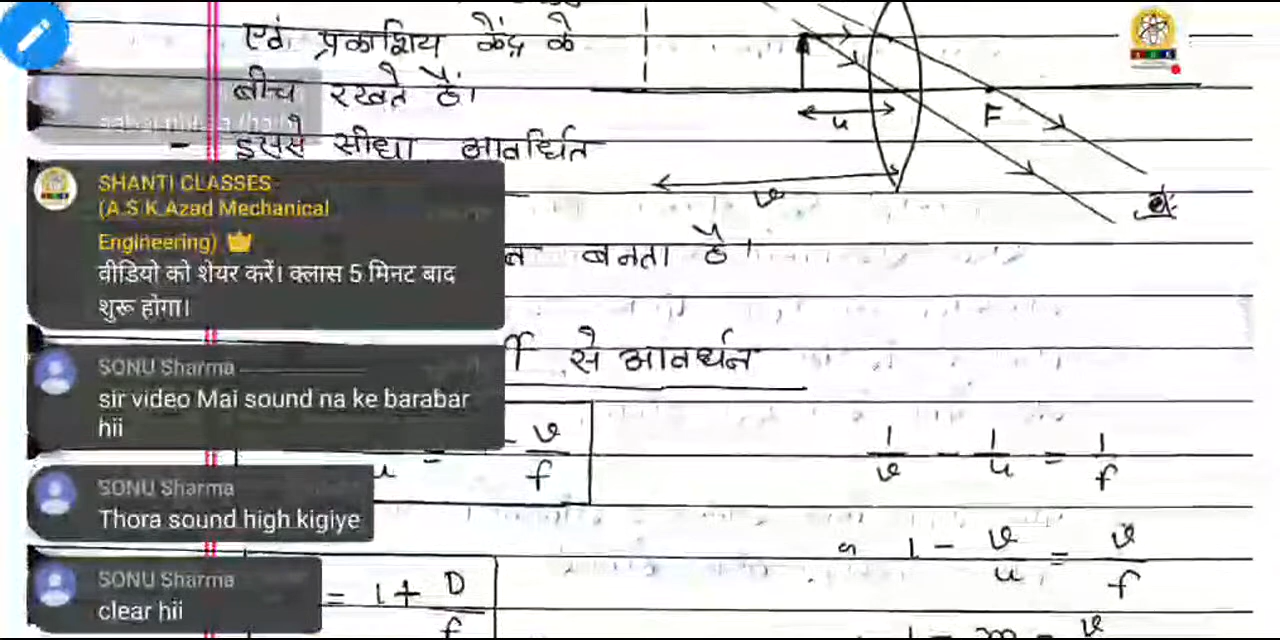 एवं प्रकाशिय केंद्र के
बीच रखते हैं।
- इससे सीधा आवर्धित
बनता है।
से आवर्धन
SHANTI CLASSES
(A.S.K.Azad Mechanical
Engineering)
वीडियो को शेयर करें। क्लास 5 मिनट बाद
शुरू होगा।
SONU Sharma
sir video Mai sound na ke barabar
hii
SONU Sharma
Thora sound high kigiye
SONU Sharma
clear hii
u
F
v
u = - v/f
= 1 + D/f
1/v - 1/u = 1/f
1 - v/u = v/f
1 - m = v